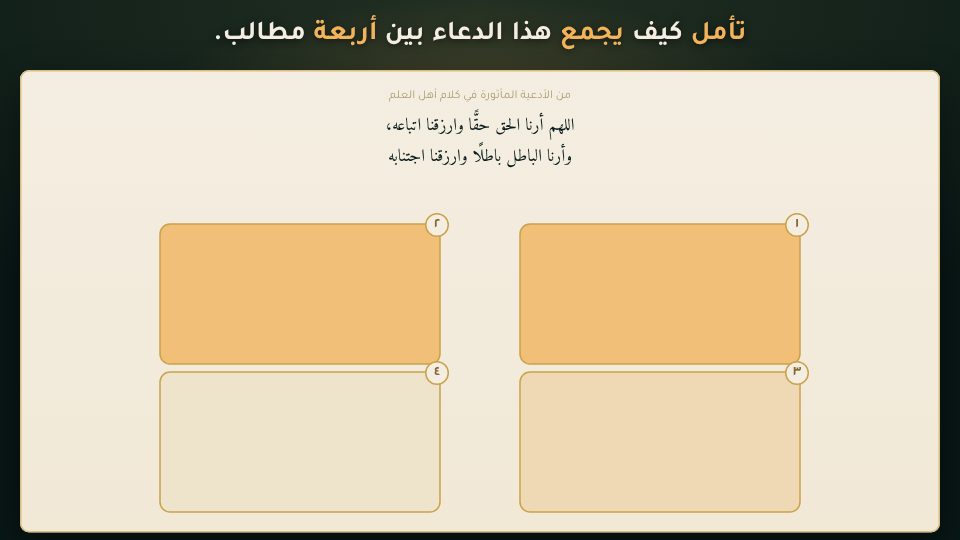 تأمل كيف يجمع هذا الدعاء بين أربعة مطالب.
من الأدعية المأثورة في كلام أهل العلم
اللهم أرنا الحق حقًّا وارزقنا اتباعه،
وأرنا الباطل باطلًا وارزقنا اجتنابه
١
٢
٣
٤